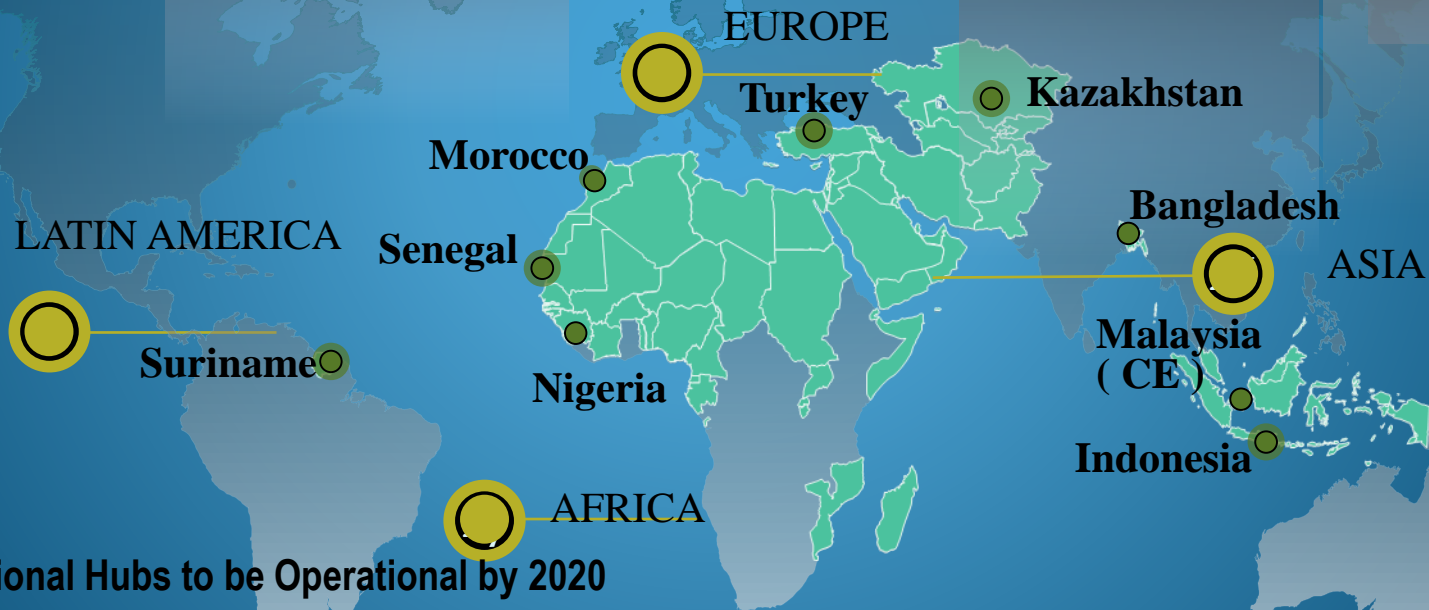 EUROPE
Turkey
Kazakhstan
Morocco
Bangladesh
LATIN AMERICA
Senegal
ASIA
Malaysia
( CE )
Suriname
Nigeria
Indonesia
AFRICA
ional Hubs to be Operational by 2020